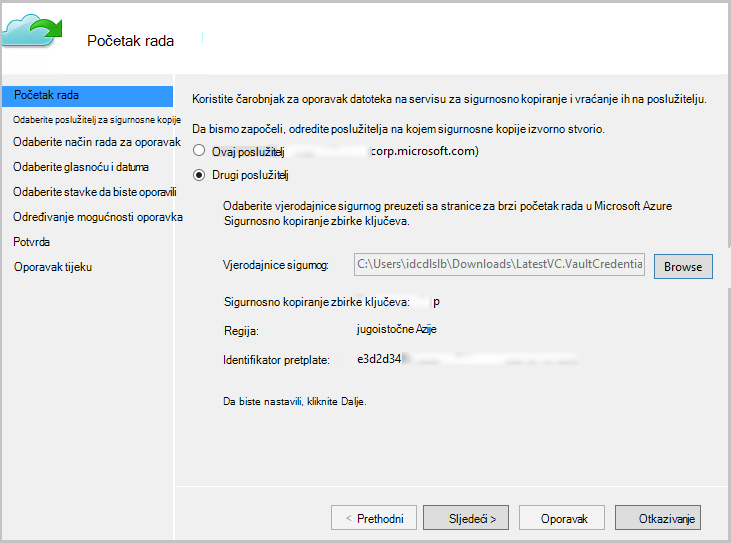 Početak rada
Početak rada
Odaberite poslužitelj za sigurnosne kopije
Odaberite način rada za oporavak
Odaberite glasnoću i datuma
Odaberite stavke da biste oporavili
Određivanje mogućnosti oporavka
Potvrda
Oporavak tijeku
Koristite čarobnjak za oporavak datoteka na servisu za sigurnosno kopiranje i vraćanje ih na poslužitelju.
Da bismo započeli, odredite poslužitelja na kojem sigurnosne kopije izvorno stvorio.
Ovaj poslužitelj corp.microsoft.com)
Drugi poslužitelj
Odaberite vjerodajnice sigurnog preuzeti sa stranice za brzi početak rada u Microsoft Azure
Sigurnosno kopiranje zbirke ključeva.
Vjerodajnice sigurnog: C:\Users\idcdlslb\Downloads\LatestVC.VaultCredentia Browse
Sigurnosno kopiranje zbirke ključeva: p
Regija: jugoistočne Azije
Identifikator pretplate: e3d2d34
Da biste nastavili, kliknite Dalje.
< Prethodni Sljedeći > Oporavak Otkazivanje